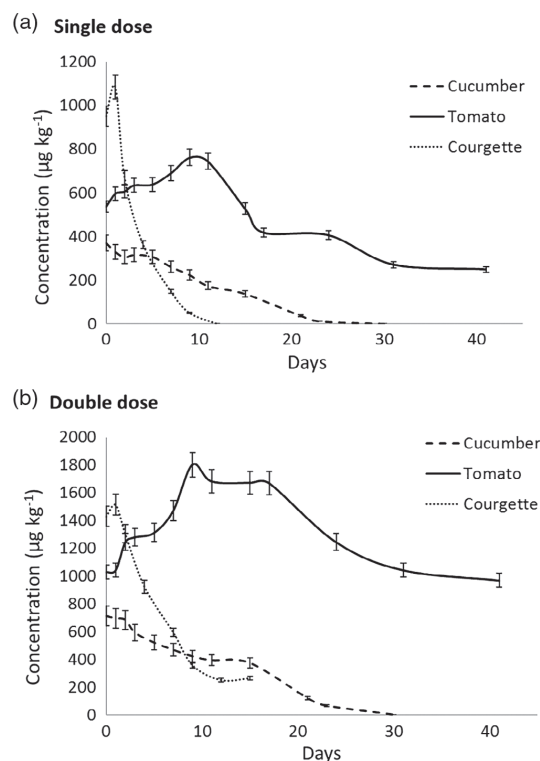 (a) Single dose
1200
1000
800
600
400
200
0
Concentration (µg kg⁻¹)
Cucumber
Tomato
Courgette
0 10 20 30 40
Days
(b) Double dose
2000
1800
1600
1400
1200
1000
800
600
400
200
0
Concentration (µg kg⁻¹)
Cucumber
Tomato
Courgette
0 10 20 30 40
Days